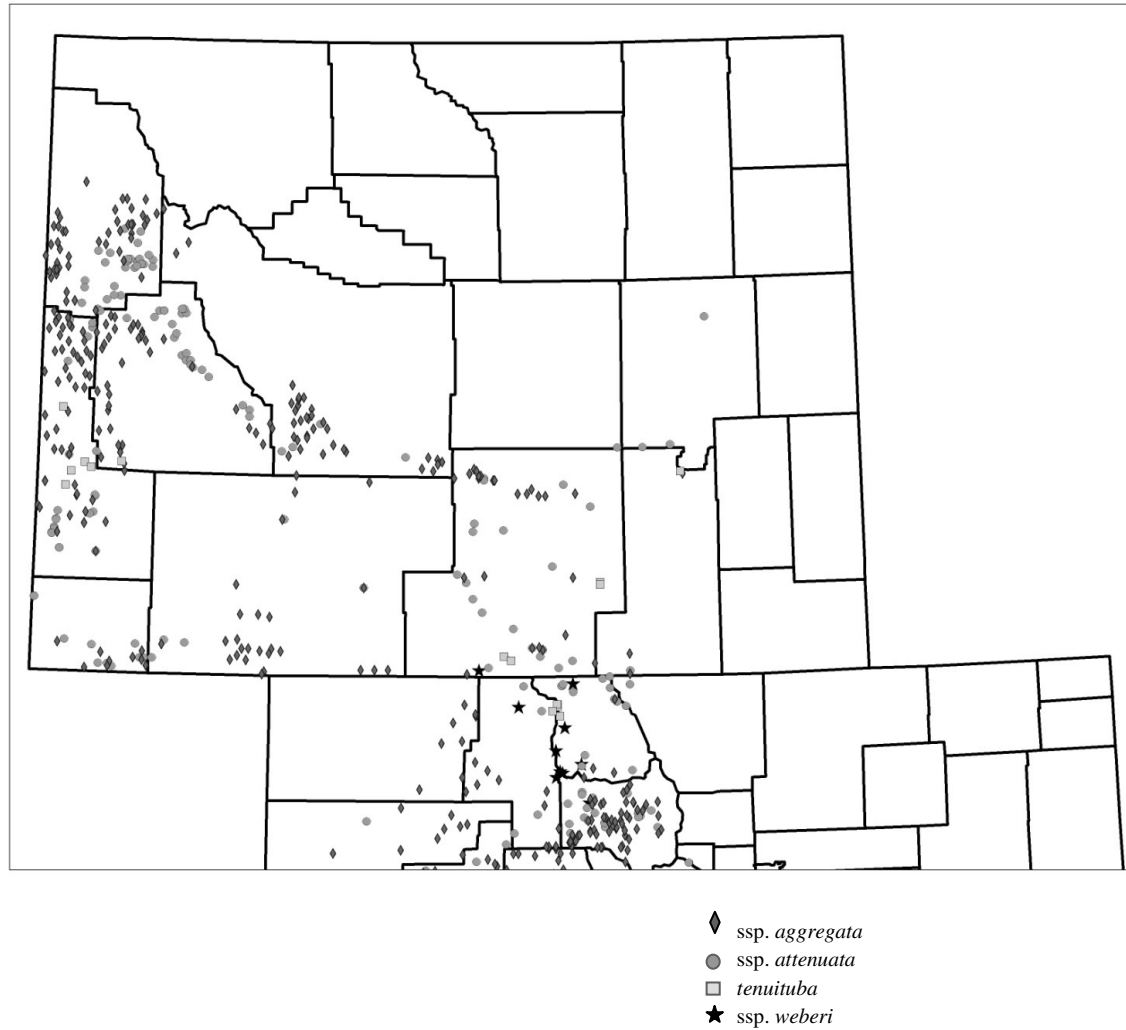 ssp. aggregata
ssp. attenuata
tenuituba
ssp. weberi